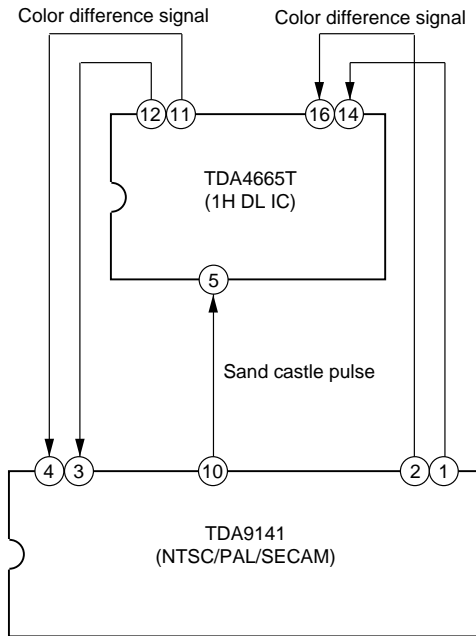 Color difference signal Color difference signal
12 11 16 14
TDA4665T
(1H DL IC)
5
Sand castle pulse
4 3 10 2 1
TDA9141
(NTSC/PAL/SECAM)